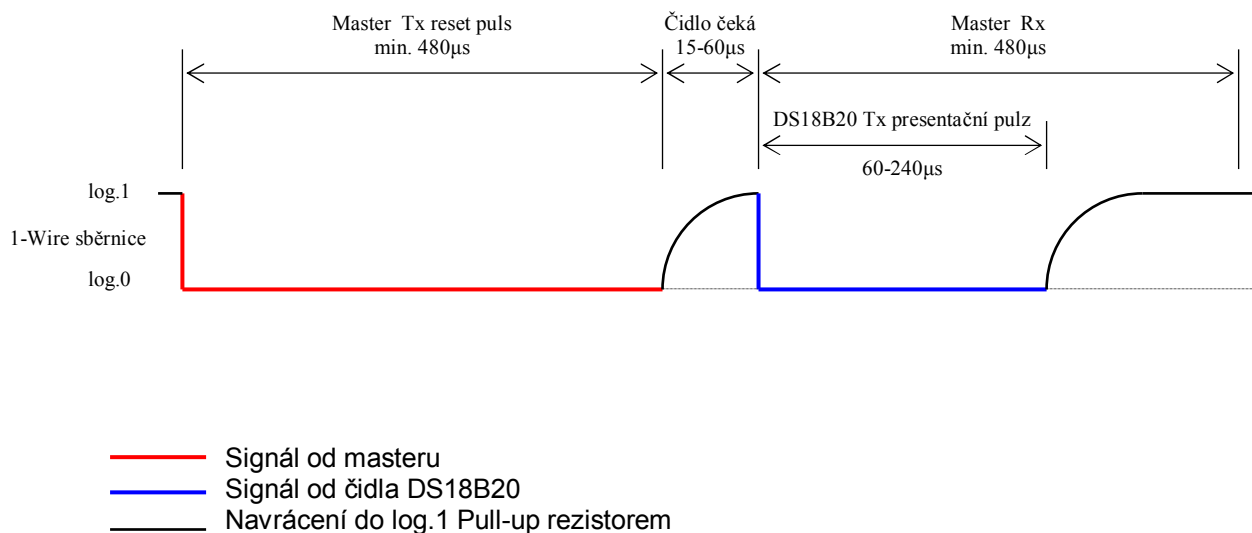 Master Tx reset puls
min. 480μs
Čidlo čeká
15-60μs
Master Rx
min. 480μs
DS18B20 Tx presentační pulz
60-240μs
log.1
1-Wire sběrnice
log.0
Signál od masteru
Signál od čidla DS18B20
Navrácení do log.1 Pull-up rezistorem